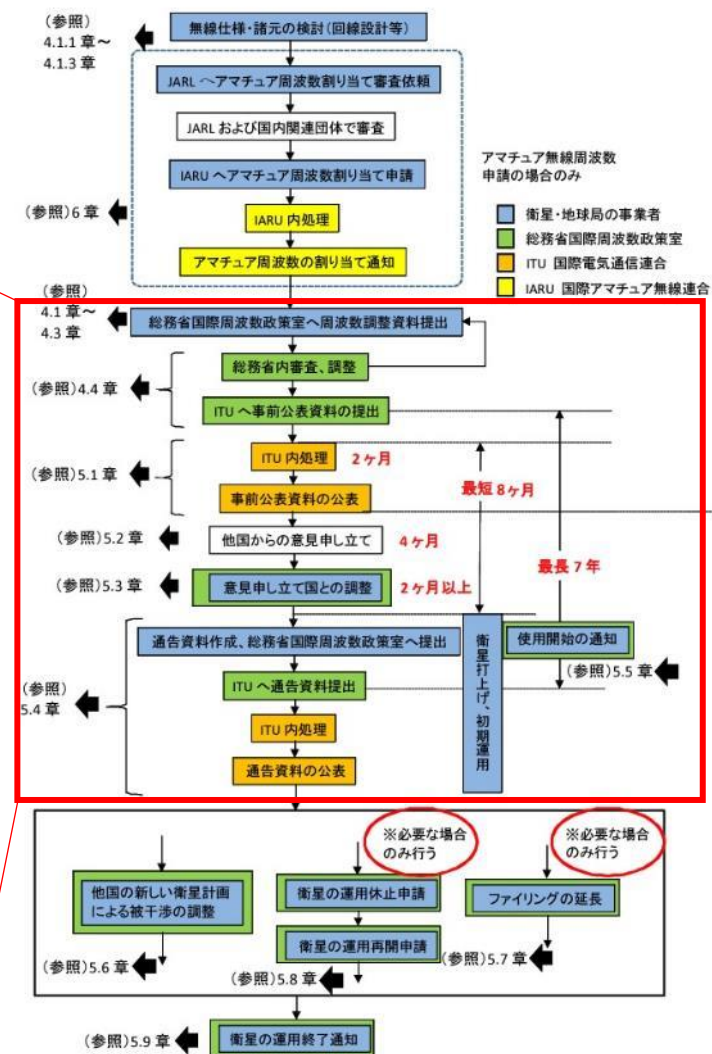 (参照)
4.1.1 章~
4.1.3 章
無線仕様・諸元の検討(回線設計等)
JARL へアマチュア周波数割り当て審査依頼
JARL および国内関連団体で審査
IARU へアマチュア周波数割り当て申請
(参照)6 章
IARU 内処理
アマチュア周波数の割り当て通知
アマチュア無線周波数
申請の場合のみ
衛星・地球局の事業者
総務省国際周波数政策室
ITU 国際電気通信連合
IARU 国際アマチュア無線連合
(参照)
4.1 章~
4.3 章
総務省国際周波数政策室へ周波数調整資料提出
総務省内審査、調整
(参照)4.4 章
ITU へ事前公表資料の提出
ITU 内処理
2ヶ月
(参照)5.1 章
事前公表資料の公表
最短 8ヶ月
(参照)5.2 章
他国からの意見申し立て
4ヶ月
最長 7 年
(参照)5.3 章
意見申し立て国との調整
2ヶ月以上
通告資料作成、総務省国際周波数政策室へ提出
衛星打上げ、初期運用
使用開始の通知
(参照)5.5 章
ITU へ通告資料提出
(参照)
5.4 章
ITU 内処理
通告資料の公表
※必要な場合
のみ行う
※必要な場合
のみ行う
他国の新しい衛星計画
による被干渉の調整
衛星の運用休止申請
ファイリングの延長
衛星の運用再開申請
(参照)5.6 章
(参照)5.8 章
(参照)5.7 章
(参照)5.9 章
衛星の運用終了通知